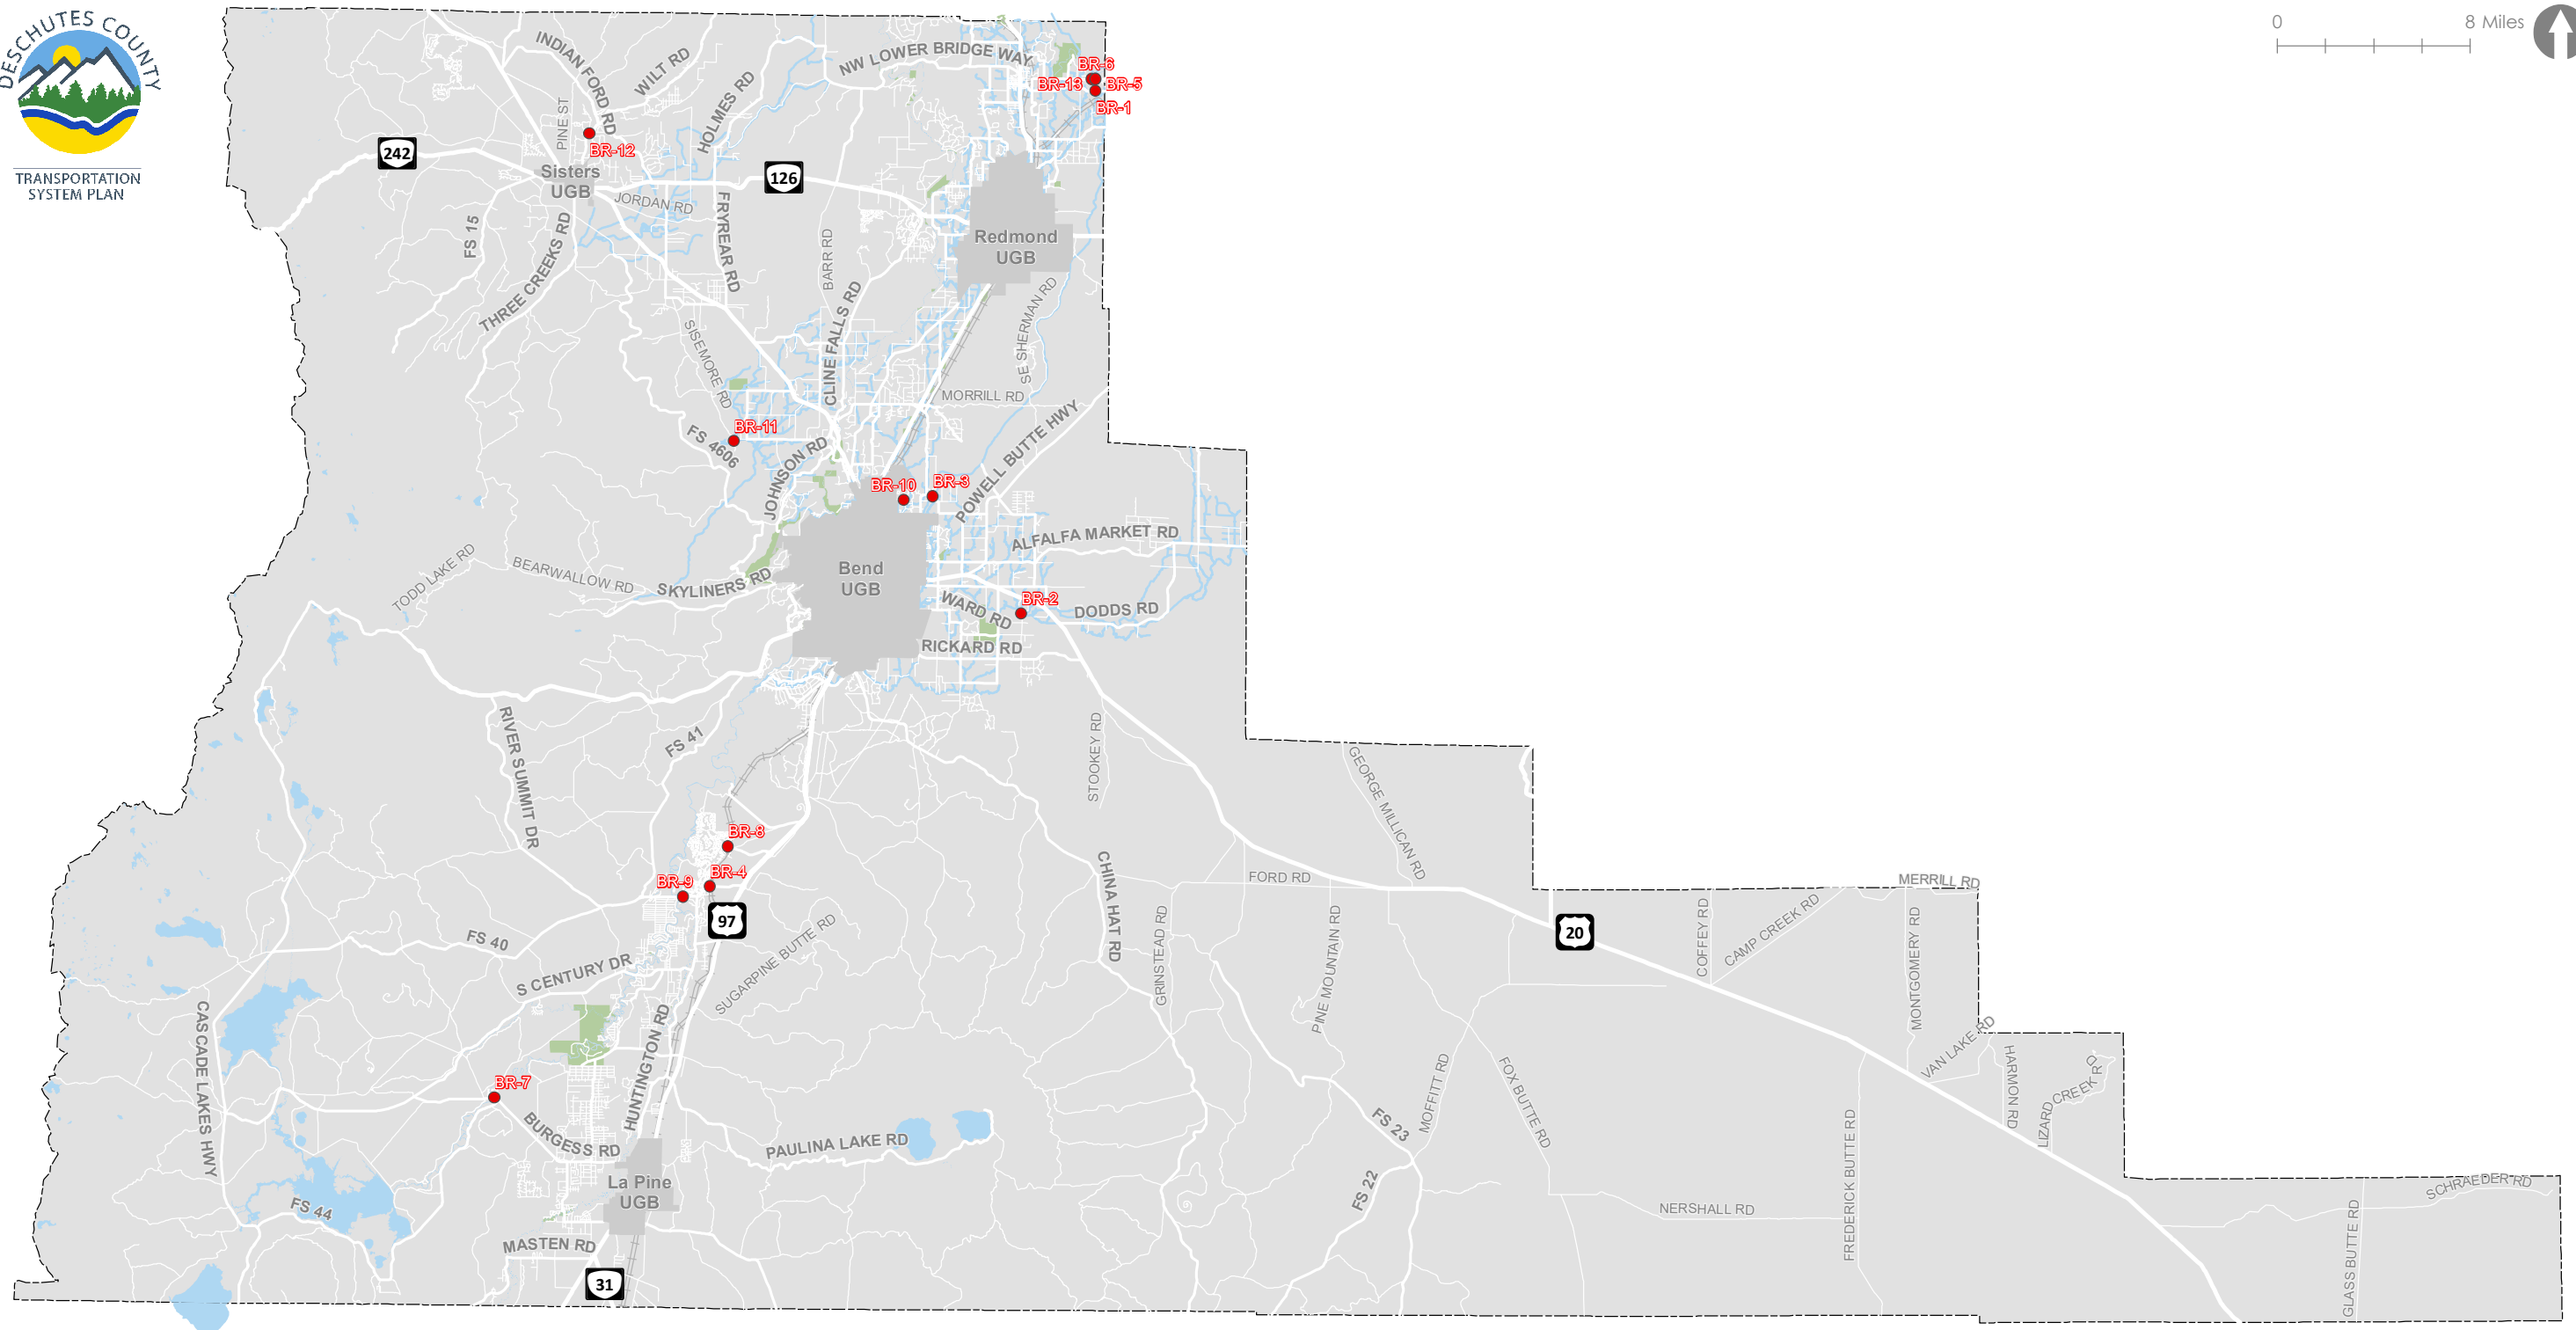 DESCHUTES COUNTY
TRANSPORTATION
SYSTEM PLAN
0 8 Miles
INDIAN FORD RD
WILT RD
HOLMES RD
NW LOWER BRIDGE WAY
BR-6
BR-13
BR-5
BR-1
PINE ST
BR-12
242
126
Sisters
UGB
JORDAN RD
FS 15
THREE CREEKS RD
FRYREAR RD
BARR RD
Redmond
UGB
CLINE FALLS RD
SE SHERMAN RD
SISEMORE RD
MORRILL RD
BR-11
FS 4606
JOHNSON RD
POWELL BUTTE HWY
BR-10
BR-3
ALFALFA MARKET RD
TODD LAKE RD
BEARWALLOW RD
SKYLINERS RD
Bend
UGB
BR-2
WARD RD
DODDS RD
RICKARD RD
RIVER SUMMIT DR
FS 41
STOOKEY RD
GEORGE MILLICAN RD
BR-8
BR-4
BR-9
97
CHINA HAT RD
FORD RD
MERRILL RD
20
COFFEY RD
CAMP CREEK RD
MONTGOMERY RD
FS 40
S CENTURY DR
SUGARPINE BUTTE RD
GRINSTEAD RD
PINE MOUNTAIN RD
CASCADE LAKES HWY
HUNTINGTON RD
MOFFITT RD
FOX BUTTE RD
VAN LAKE RD
HARMON RD
LIZARD CREEK RD
BR-7
BURGESS RD
PAULINA LAKE RD
FS 23
FS 22
FREDERICK BUTTE RD
La Pine
UGB
FS 44
NERSHALL RD
SCHRAEDER RD
GLASS BUTTE RD
MASTEN RD
31